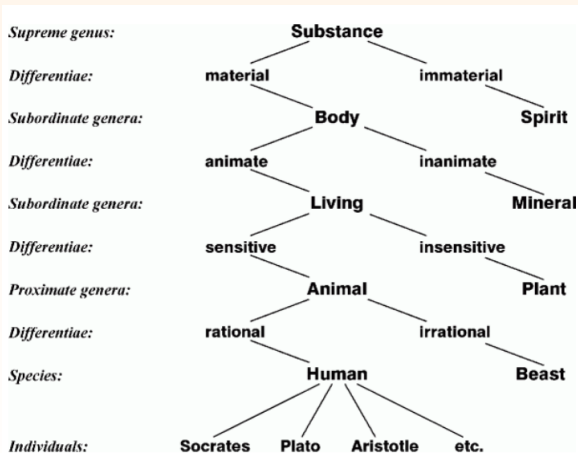 Supreme genus: Substance
Differentiae: material immaterial
Subordinate genera: Body Spirit
Differentiae: animate inanimate
Subordinate genera: Living Mineral
Differentiae: sensitive insensitive
Proximate genera: Animal Plant
Differentiae: rational irrational
Species: Human Beast
Individuals: Socrates Plato Aristotle etc.